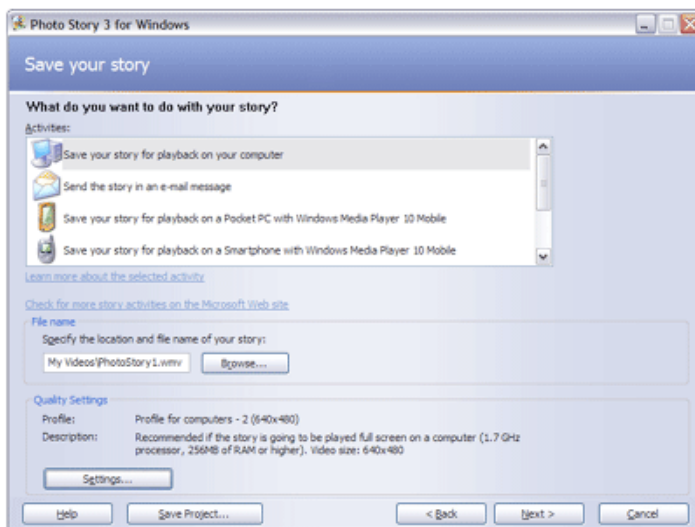 Photo Story 3 for Windows
Save your story
What do you want to do with your story?
Activities:
Save your story for playback on your computer
Send the story in an e-mail message
Save your story for playback on a Pocket PC with Windows Media Player 10 Mobile
Save your story for playback on a Smartphone with Windows Media Player 10 Mobile
Learn more about the selected activity
Check for more story activities on the Microsoft Web site
File name
Specify the location and file name of your story:
My Videos\PhotoStory1.wmv
Browse...
Quality Settings
Profile: Profile for computers - 2 (640x480)
Description: Recommended if the story is going to be played full screen on a computer (1.7 GHz
processor, 256MB of RAM or higher). Video size: 640x480
Settings...
Help Save Project... < Back Next > Cancel